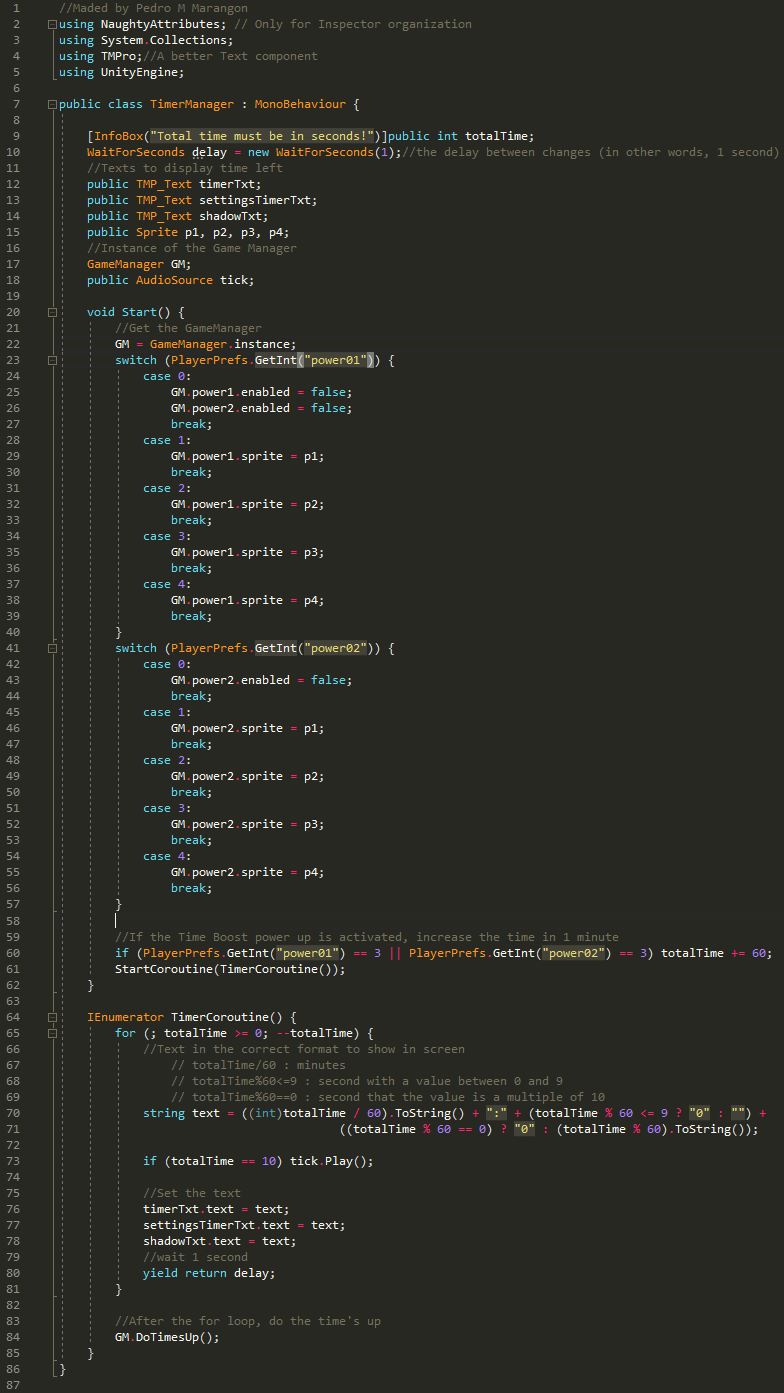 1 //Maded by Pedro M Marangon
2 using NaughtyAttributes; // Only for Inspector organization
3 using System.Collections;
4 using TMPro;//A better Text component
5 using UnityEngine;
6
7 public class TimerManager : MonoBehaviour {
8
9 [InfoBox("Total time must be in seconds!")]public int totalTime;
10 WaitForSeconds delay = new WaitForSeconds(1);//the delay between changes (in other words, 1 second)
11 //Texts to display time left
12 public TMP_Text timerTxt;
13 public TMP_Text settingsTimerTxt;
14 public TMP_Text shadowTxt;
15 public Sprite p1, p2, p3, p4;
16 //Instance of the Game Manager
17 GameManager GM;
18 public AudioSource tick;
19
20 void Start() {
21 //Get the GameManager
22 GM = GameManager.instance;
23 switch (PlayerPrefs.GetInt("power01")) {
24 case 0:
25 GM.power1.enabled = false;
26 GM.power2.enabled = false;
27 break;
28 case 1:
29 GM.power1.sprite = p1;
30 break;
31 case 2:
32 GM.power1.sprite = p2;
33 break;
34 case 3:
35 GM.power1.sprite = p3;
36 break;
37 case 4:
38 GM.power1.sprite = p4;
39 break;
40 }
41 switch (PlayerPrefs.GetInt("power02")) {
42 case 0:
43 GM.power2.enabled = false;
44 break;
45 case 1:
46 GM.power2.sprite = p1;
47 break;
48 case 2:
49 GM.power2.sprite = p2;
50 break;
51 case 3:
52 GM.power2.sprite = p3;
53 break;
54 case 4:
55 GM.power2.sprite = p4;
56 break;
57 }
58
59 //If the Time Boost power up is activated, increase the time in 1 minute
60 if (PlayerPrefs.GetInt("power01") == 3 || PlayerPrefs.GetInt("power02") == 3) totalTime += 60;
61 StartCoroutine(TimerCoroutine());
62 }
63
64 IEnumerator TimerCoroutine() {
65 for (; totalTime >= 0; --totalTime) {
66 //Text in the correct format to show in screen
67 // totalTime/60 : minutes
68 // totalTime%60<=9 : second with a value between 0 and 9
69 // totalTime%60==0 : second that the value is a multiple of 10
70 string text = ((int)totalTime / 60).ToString() + ":" + (totalTime % 60 <= 9 ? "0" : "") +
71 ((totalTime % 60 == 0) ? "0" : (totalTime % 60).ToString());
72
73 if (totalTime == 10) tick.Play();
74
75 //Set the text
76 timerTxt.text = text;
77 settingsTimerTxt.text = text;
78 shadowTxt.text = text;
79 //wait 1 second
80 yield return delay;
81 }
82
83 //After the for loop, do the time's up
84 GM.DoTimesUp();
85 }
86 }
87